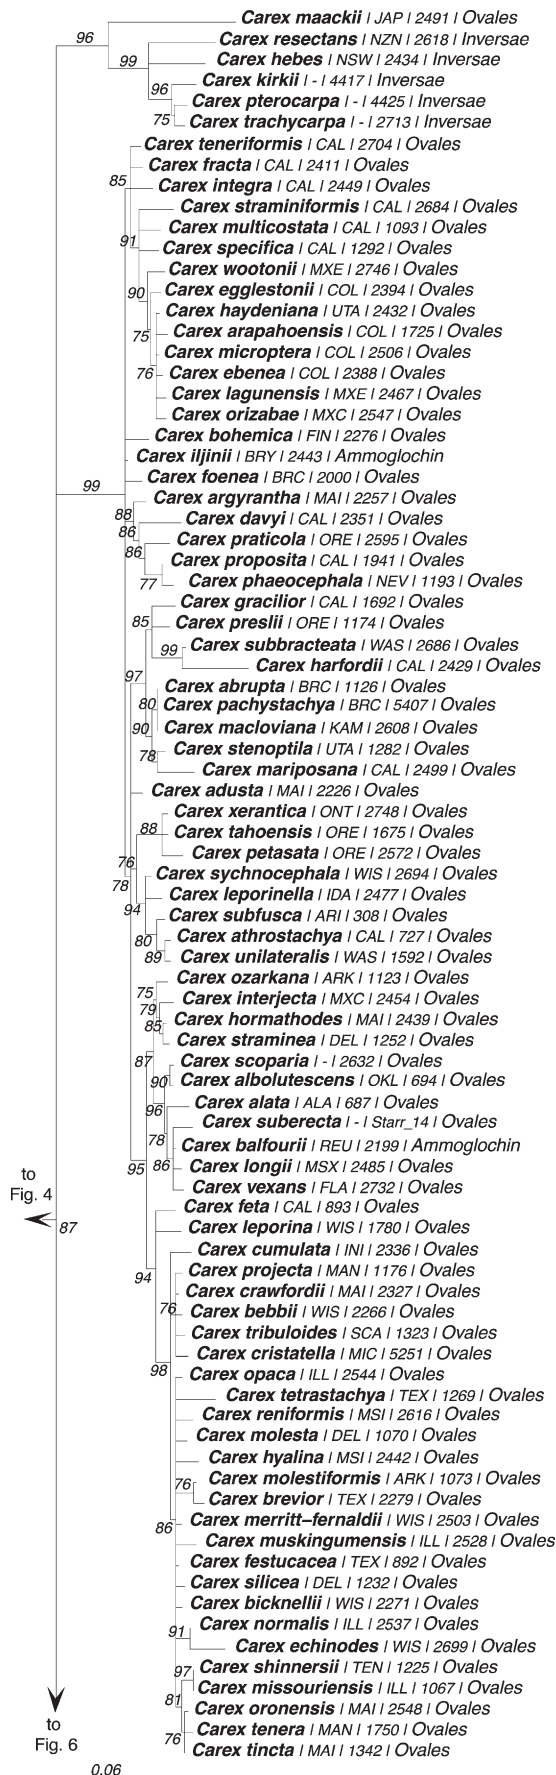 96
Carex maackii | JAP | 2491 | Ovales
Carex resectans | NZN | 2618 | Inversae
99
Carex hebes | NSW | 2434 | Inversae
Carex kirkii | - | 4417 | Inversae
96
Carex pterocarpa | - | 4425 | Inversae
75
Carex trachycarpa | - | 2713 | Inversae
Carex teneriformis | CAL | 2704 | Ovales
Carex fracta | CAL | 2411 | Ovales
85
Carex integra | CAL | 2449 | Ovales
Carex straminiformis | CAL | 2684 | Ovales
Carex multicostata | CAL | 1093 | Ovales
91
Carex specifica | CAL | 1292 | Ovales
Carex wootonii | MXE | 2746 | Ovales
90
Carex egglestonii | COL | 2394 | Ovales
Carex haydeniana | UTA | 2432 | Ovales
75
Carex arapahoensis | COL | 1725 | Ovales
Carex microptera | COL | 2506 | Ovales
76
Carex ebenea | COL | 2388 | Ovales
Carex lagunensis | MXE | 2467 | Ovales
Carex orizabae | MXC | 2547 | Ovales
Carex bohemica | FIN | 2276 | Ovales
Carex iljinii | BRY | 2443 | Ammoglochin
99
Carex foenea | BRC | 2000 | Ovales
Carex argyrantha | MAI | 2257 | Ovales
88
Carex davyi | CAL | 2351 | Ovales
86
Carex praticola | ORE | 2595 | Ovales
86
Carex proposita | CAL | 1941 | Ovales
77
Carex phaeocephala | NEV | 1193 | Ovales
Carex gracilior | CAL | 1692 | Ovales
85
Carex preslii | ORE | 1174 | Ovales
99
Carex subbracteata | WAS | 2686 | Ovales
Carex harfordii | CAL | 2429 | Ovales
97
Carex abrupta | BRC | 1126 | Ovales
80
Carex pachystachya | BRC | 5407 | Ovales
90
Carex macloviana | KAM | 2608 | Ovales
78
Carex stenoptila | UTA | 1282 | Ovales
Carex mariposana | CAL | 2499 | Ovales
Carex adusta | MAI | 2226 | Ovales
Carex xerantica | ONT | 2748 | Ovales
88
Carex tahoensis | ORE | 1675 | Ovales
Carex petasata | ORE | 2572 | Ovales
76
Carex sychnocephala | WIS | 2694 | Ovales
78
Carex leporinella | IDA | 2477 | Ovales
94
Carex subfusca | ARI | 308 | Ovales
80
Carex athrostachya | CAL | 727 | Ovales
89
Carex unilateralis | WAS | 1592 | Ovales
Carex ozarkana | ARK | 1123 | Ovales
75
Carex interjecta | MXC | 2454 | Ovales
79
Carex hormathodes | MAI | 2439 | Ovales
85
Carex straminea | DEL | 1252 | Ovales
87
Carex scoparia | - | 2632 | Ovales
90
Carex albolutescens | OKL | 694 | Ovales
96
Carex alata | ALA | 687 | Ovales
Carex suberecta | - | Starr_14 | Ovales
78
Carex balfourii | REU | 2199 | Ammoglochin
86
95
Carex longii | MSX | 2485 | Ovales
Carex vexans | FLA | 2732 | Ovales
to
Fig. 4
Carex feta | CAL | 893 | Ovales
87
Carex leporina | WIS | 1780 | Ovales
Carex cumulata | INI | 2336 | Ovales
94
Carex projecta | MAN | 1176 | Ovales
Carex crawfordii | MAI | 2327 | Ovales
76
Carex bebbii | WIS | 2266 | Ovales
Carex tribuloides | SCA | 1323 | Ovales
Carex cristatella | MIC | 5251 | Ovales
98
Carex opaca | ILL | 2544 | Ovales
Carex tetrastachya | TEX | 1269 | Ovales
Carex reniformis | MSI | 2616 | Ovales
Carex molesta | DEL | 1070 | Ovales
Carex hyalina | MSI | 2442 | Ovales
76
Carex molestiformis | ARK | 1073 | Ovales
Carex brevior | TEX | 2279 | Ovales
86
Carex merritt–fernaldii | WIS | 2503 | Ovales
Carex muskingumensis | ILL | 2528 | Ovales
Carex festucacea | TEX | 892 | Ovales
Carex silicea | DEL | 1232 | Ovales
Carex bicknellii | WIS | 2271 | Ovales
Carex normalis | ILL | 2537 | Ovales
91
Carex echinodes | WIS | 2699 | Ovales
97
Carex shinnersii | TEN | 1225 | Ovales
Carex missouriensis | ILL | 1067 | Ovales
81
Carex oronensis | MAI | 2548 | Ovales
Carex tenera | MAN | 1750 | Ovales
76
Carex tincta | MAI | 1342 | Ovales
to
Fig. 6
0.06